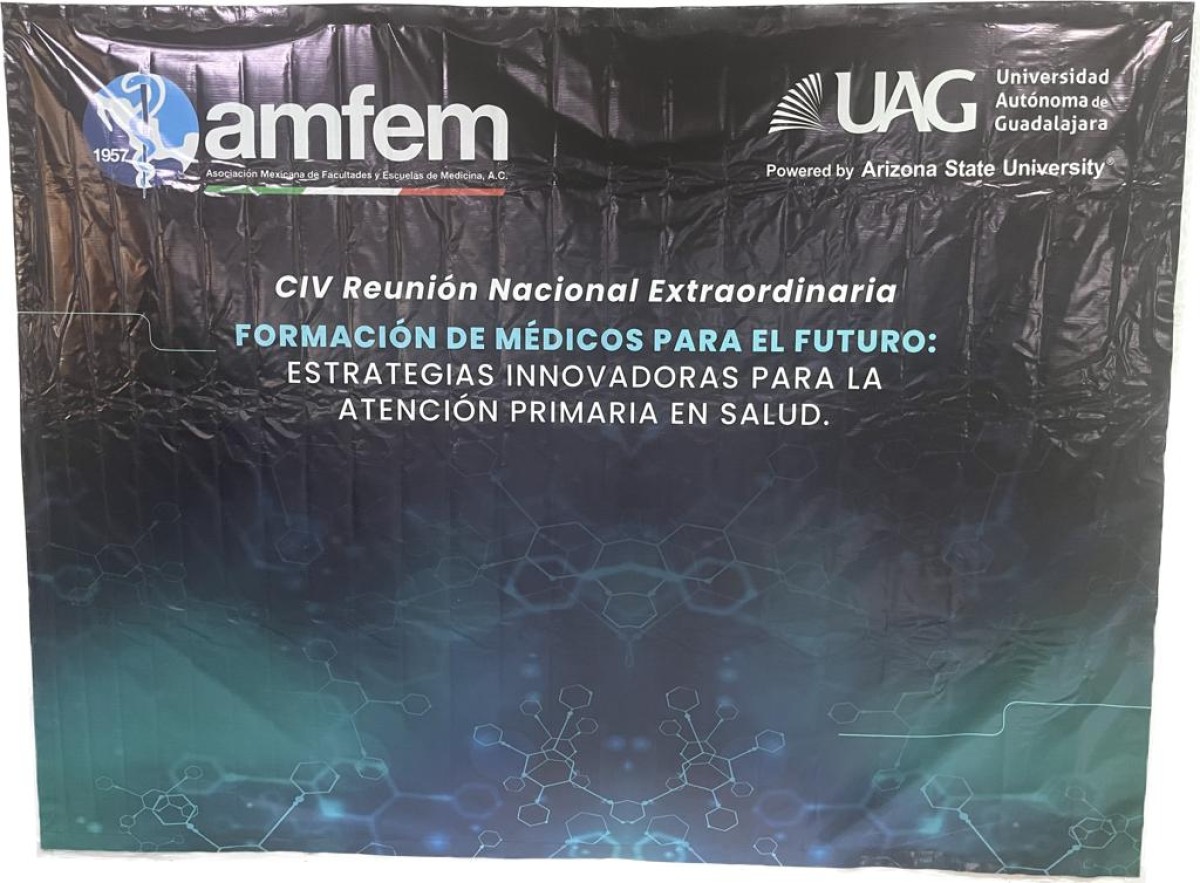 1957
amfem
Asociación Mexicana de Facultades y Escuelas de Medicina, A.C.
UAG
Universidad
Autónoma de
Guadalajara
Powered by Arizona State University®
CIV Reunión Nacional Extraordinaria
FORMACIÓN DE MÉDICOS PARA EL FUTURO:
ESTRATEGIAS INNOVADORAS PARA LA
ATENCIÓN PRIMARIA EN SALUD.